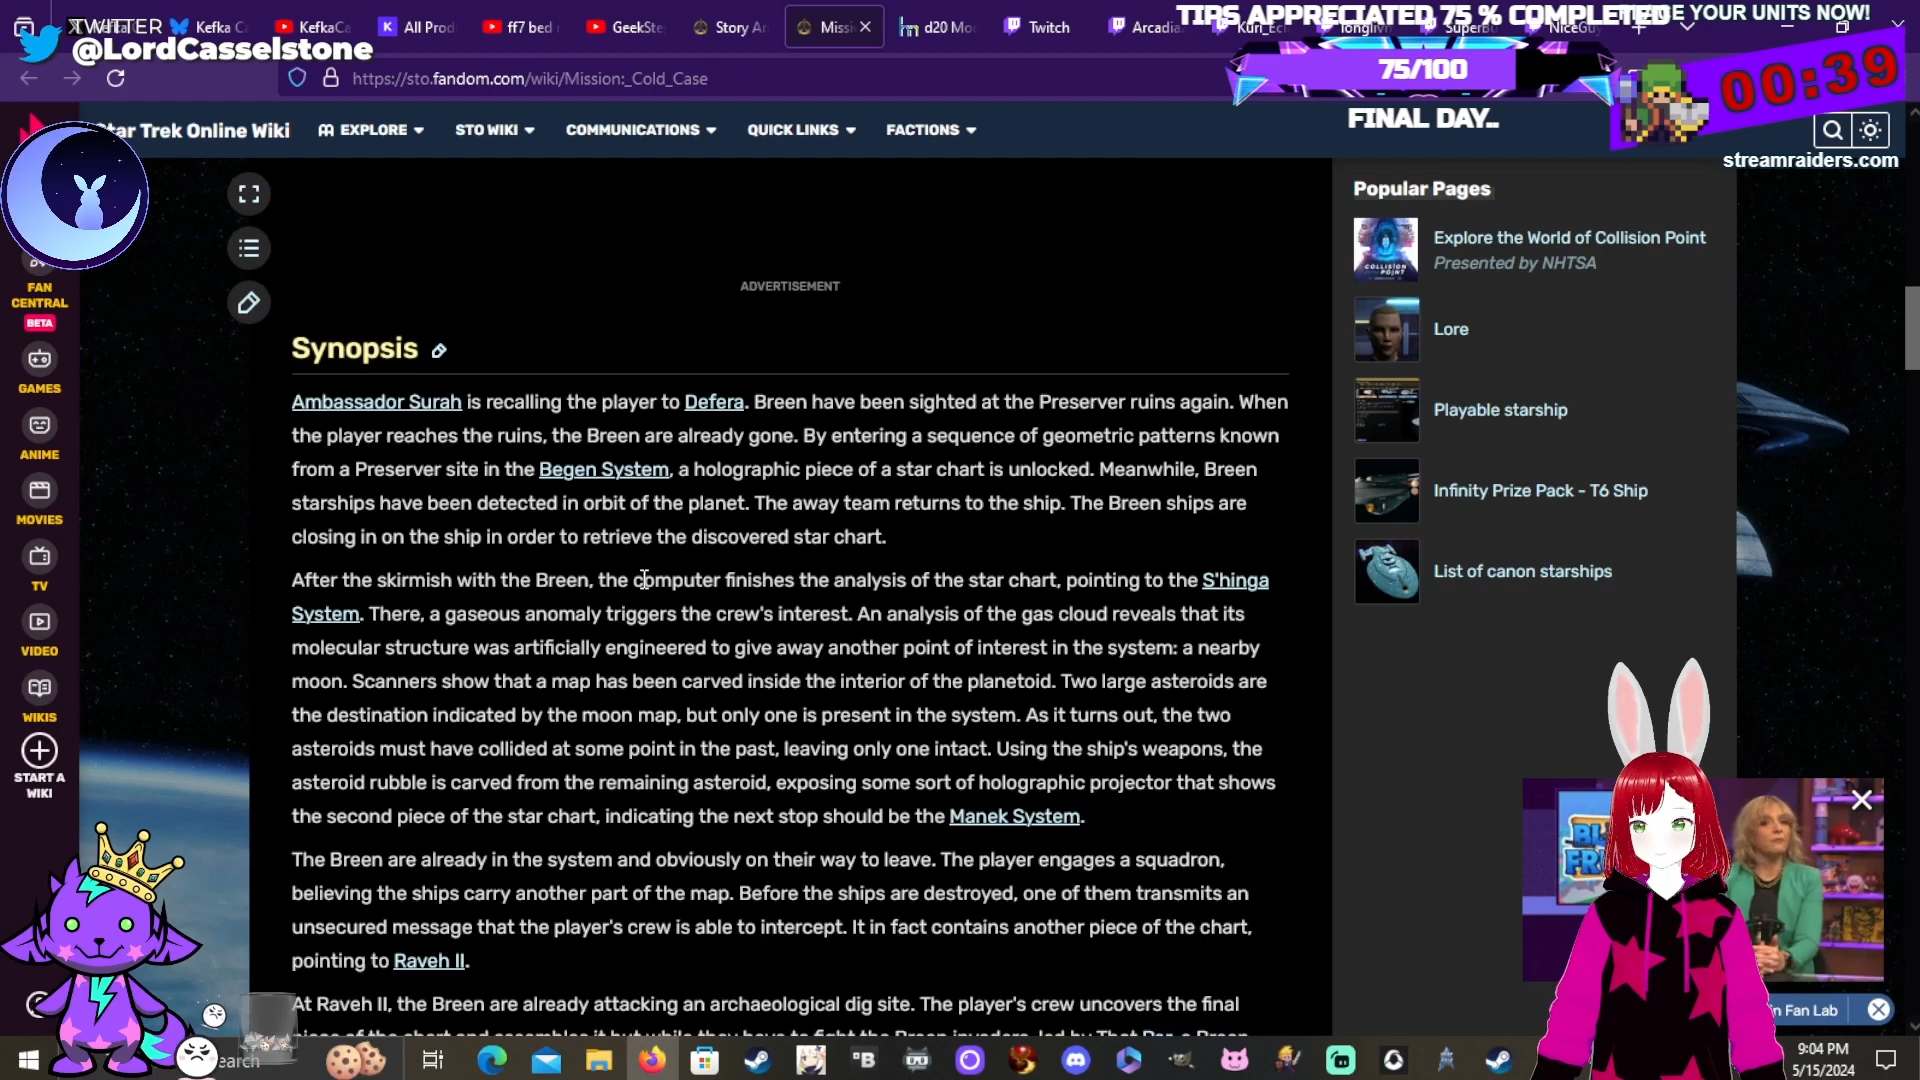 TWITTER
@LordCasselstone
Kefka C
KefkaCa
All Prod
ff7 bed
GeekSte
Story Ar
Missi
d20 Mo
Twitch
Arcadia
TIPS APPRECIATED 75 % COMPLETED
YOUR UNITS NOW!
75/100
00:39
FINAL DAY..
streamraiders.com
https://sto.fandom.com/wiki/Mission:_Cold_Case
Star Trek Online Wiki
EXPLORE
STO WIKI
COMMUNICATIONS
QUICK LINKS
FACTIONS
FAN
CENTRAL
BETA
GAMES
ANIME
MOVIES
TV
VIDEO
WIKIS
START A
WIKI
ADVERTISEMENT
Synopsis
Ambassador Surah is recalling the player to Defera. Breen have been sighted at the Preserver ruins again. When
the player reaches the ruins, the Breen are already gone. By entering a sequence of geometric patterns known
from a Preserver site in the Begen System, a holographic piece of a star chart is unlocked. Meanwhile, Breen
starships have been detected in orbit of the planet. The away team returns to the ship. The Breen ships are
closing in on the ship in order to retrieve the discovered star chart.
After the skirmish with the Breen, the computer finishes the analysis of the star chart, pointing to the S'hinga
System. There, a gaseous anomaly triggers the crew's interest. An analysis of the gas cloud reveals that its
molecular structure was artificially engineered to give away another point of interest in the system: a nearby
moon. Scanners show that a map has been carved inside the interior of the planetoid. Two large asteroids are
the destination indicated by the moon map, but only one is present in the system. As it turns out, the two
asteroids must have collided at some point in the past, leaving only one intact. Using the ship's weapons, the
asteroid rubble is carved from the remaining asteroid, exposing some sort of holographic projector that shows
the second piece of the star chart, indicating the next stop should be the Manek System.
The Breen are already in the system and obviously on their way to leave. The player engages a squadron,
believing the ships carry another part of the map. Before the ships are destroyed, one of them transmits an
unsecured message that the player's crew is able to intercept. It in fact contains another piece of the chart,
pointing to Raveh II.
At Raveh II, the Breen are already attacking an archaeological dig site. The player's crew uncovers the final
Popular Pages
Explore the World of Collision Point
Presented by NHTSA
Lore
Playable starship
Infinity Prize Pack - T6 Ship
List of canon starships
COLLISION
POINT
n Fan Lab
earch
9:04 PM
5/15/2024